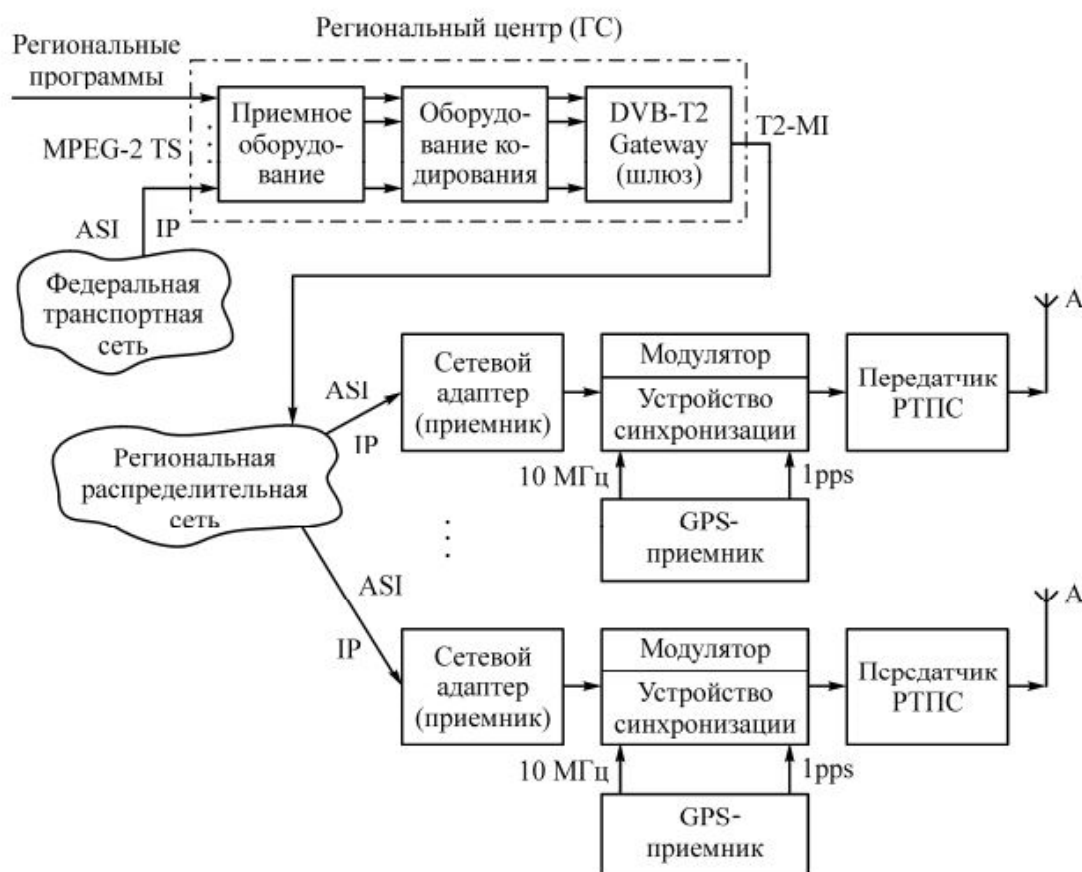 Региональный центр (ГС)
Региональные
программы
MPEG-2 TS
Приемное
оборудо-
вание
Оборудо-
вание ко-
дирования
DVB-T2
Gateway
(шлюз)
T2-MI
ASI
IP
Федеральная
транспортная
сеть
Региональная
распределительная
сеть
ASI
IP
Сетевой
адаптер
(приемник)
Модулятор
Устройство
синхронизации
Передатчик
РТПС
А
10 МГц
1pps
GPS-
приемник
ASI
IP
Сетевой
адаптер
(приемник)
Модулятор
Устройство
синхронизации
Передатчик
РТПС
А
10 МГц
1pps
GPS-
приемник